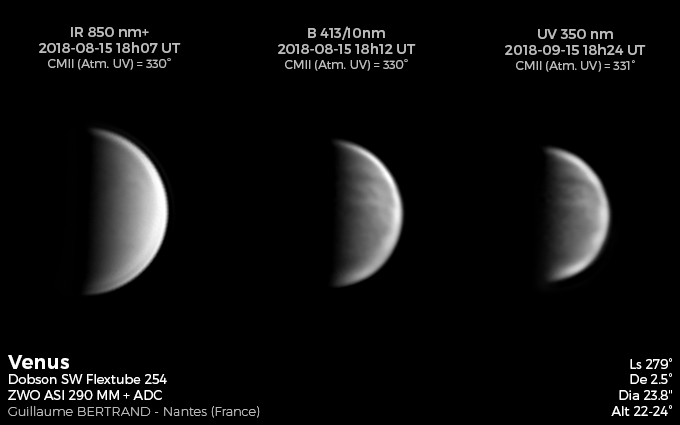 IR 850 nm+
2018-08-15 18h07 UT
CMII (Atm. UV) = 330°
B 413/10nm
2018-08-15 18h12 UT
CMII (Atm. UV) = 330°
UV 350 nm
2018-09-15 18h24 UT
CMII (Atm. UV) = 331°
Venus
Dobson SW Flextube 254
ZWO ASI 290 MM + ADC
Guillaume BERTRAND - Nantes (France)
Ls 279°
De 2.5°
Dia 23.8"
Alt 22-24°